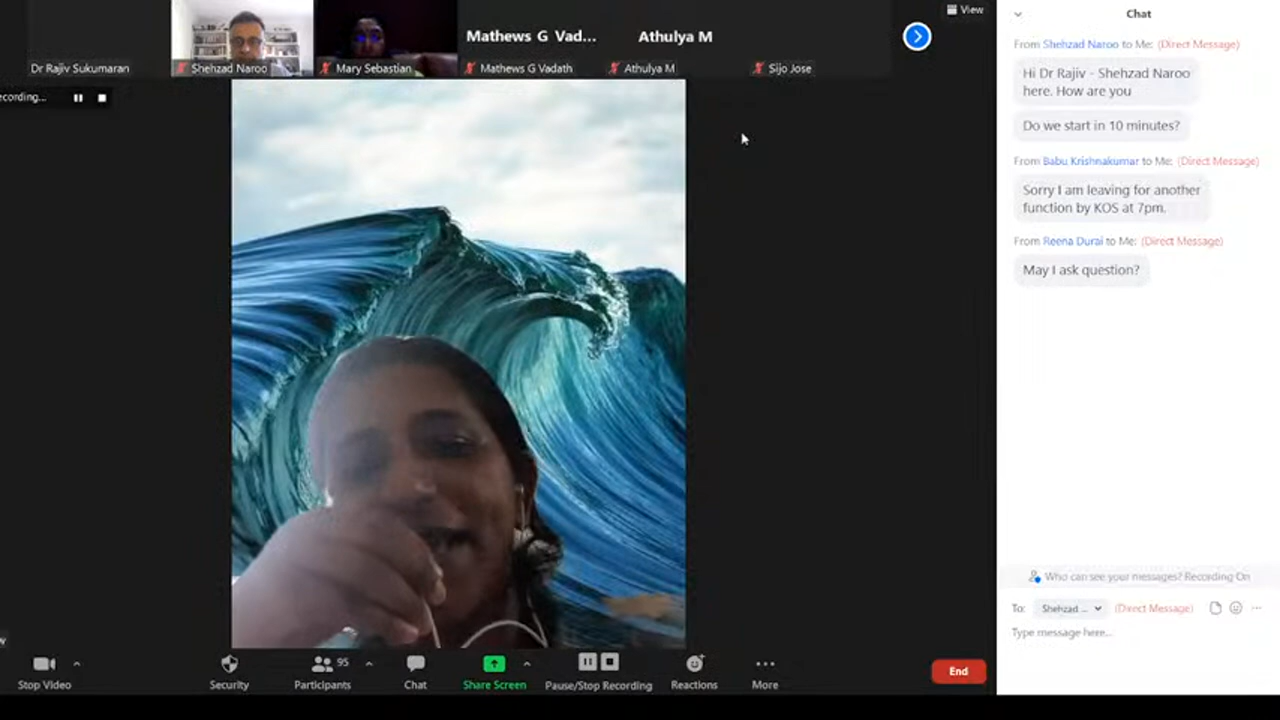 View
Mathews G Vad...
Athulya M
Dr Rajiv Sukumaran
Shehzad Naroo
Mary Sebastian
Mathews G Vadath
Athulya M
Sijo Jose
ecording...
Chat
From Shehzad Naroo to Me: (Direct Message)
Hi Dr Rajiv - Shehzad Naroo
here. How are you
Do we start in 10 minutes?
From Babu Krishnakumar to Me: (Direct Message)
Sorry I am leaving for another
function by KOS at 7pm.
From Reena Durai to Me: (Direct Message)
May I ask question?
Who can see your messages? Recording On
To: Shehzad ... (Direct Message)
Type message here...
Stop Video
Security
95
Participants
Chat
Share Screen
Pause/Stop Recording
Reactions
More
End